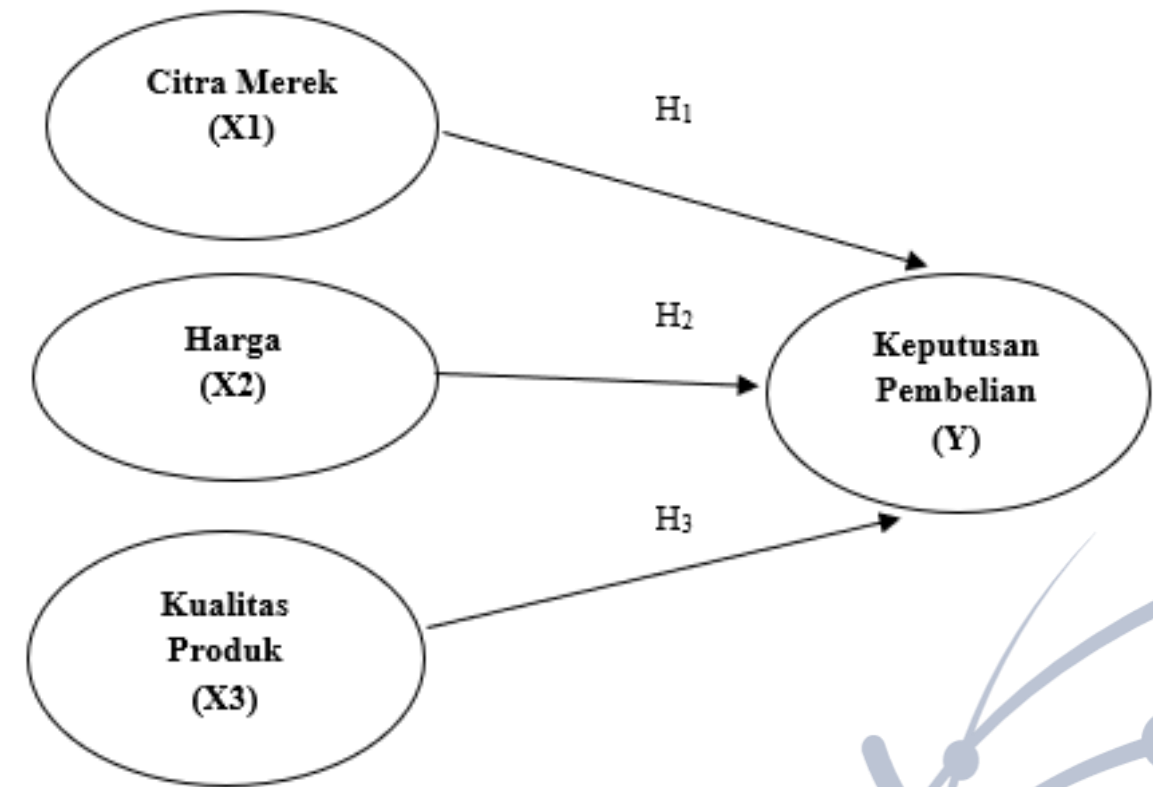 Citra Merek
(X1)
H₁
Harga
(X2)
H₂
Keputusan
Pembelian
(Y)
H₃
Kualitas
Produk
(X3)